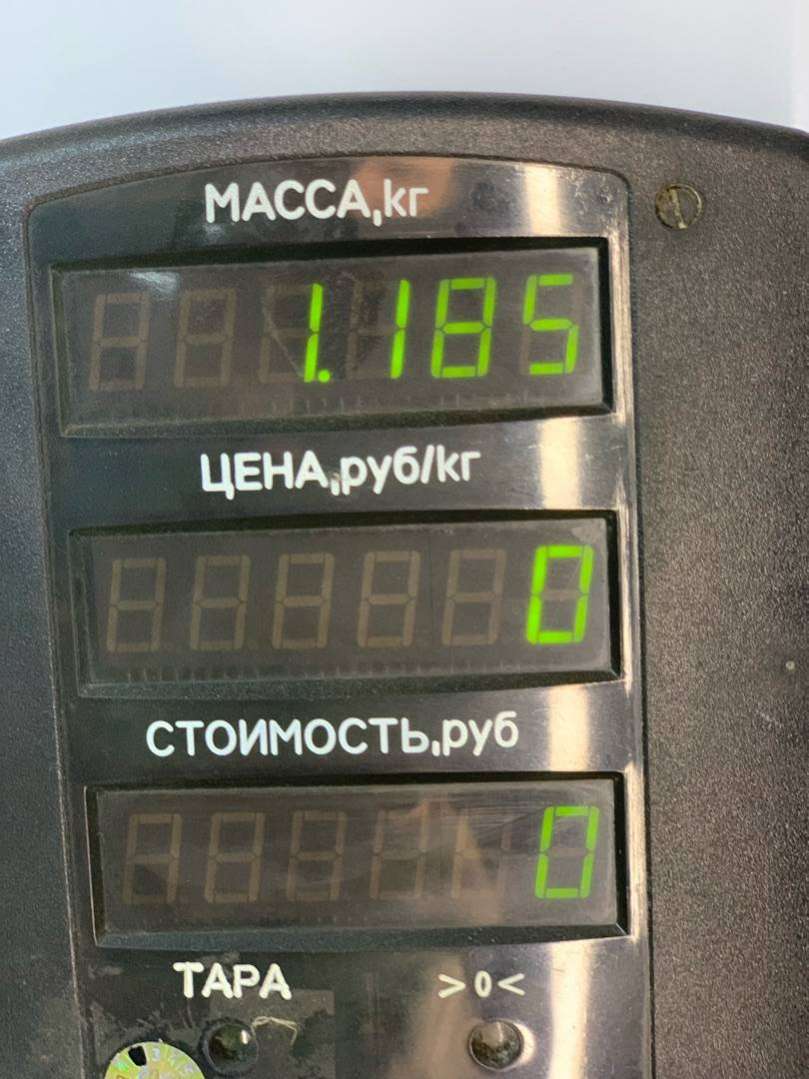 МАССА,кг
1.185
ЦЕНА,руб/кг
0
СТОИМОСТЬ,руб
0
ТАРА >0<